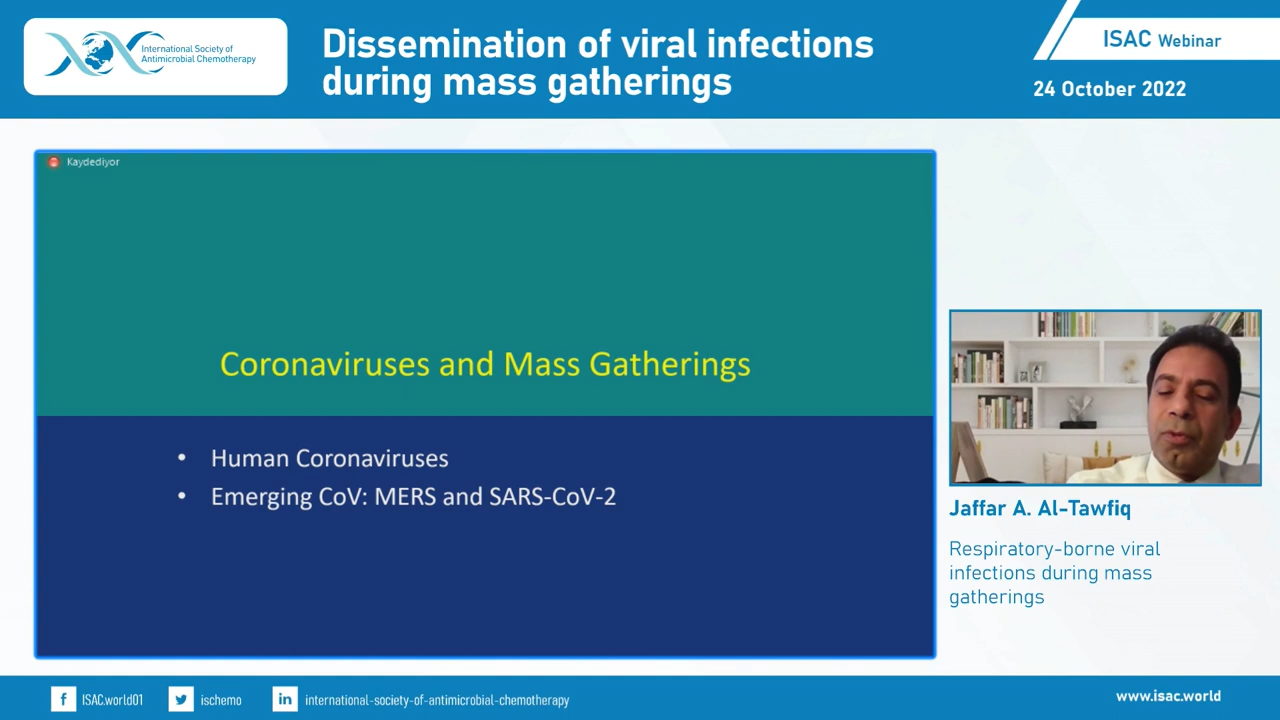 International Society of
Antimicrobial Chemotherapy
Dissemination of viral infections
during mass gatherings
ISAC Webinar
24 October 2022
Kaydediyor
Coronaviruses and Mass Gatherings
• Human Coronaviruses
• Emerging CoV: MERS and SARS-CoV-2
Jaffar A. Al-Tawfiq
Respiratory-borne viral
infections during mass
gatherings
f ISAC.world01
ischemo
in international-society-of-antimicrobial-chemotherapy
www.isac.world